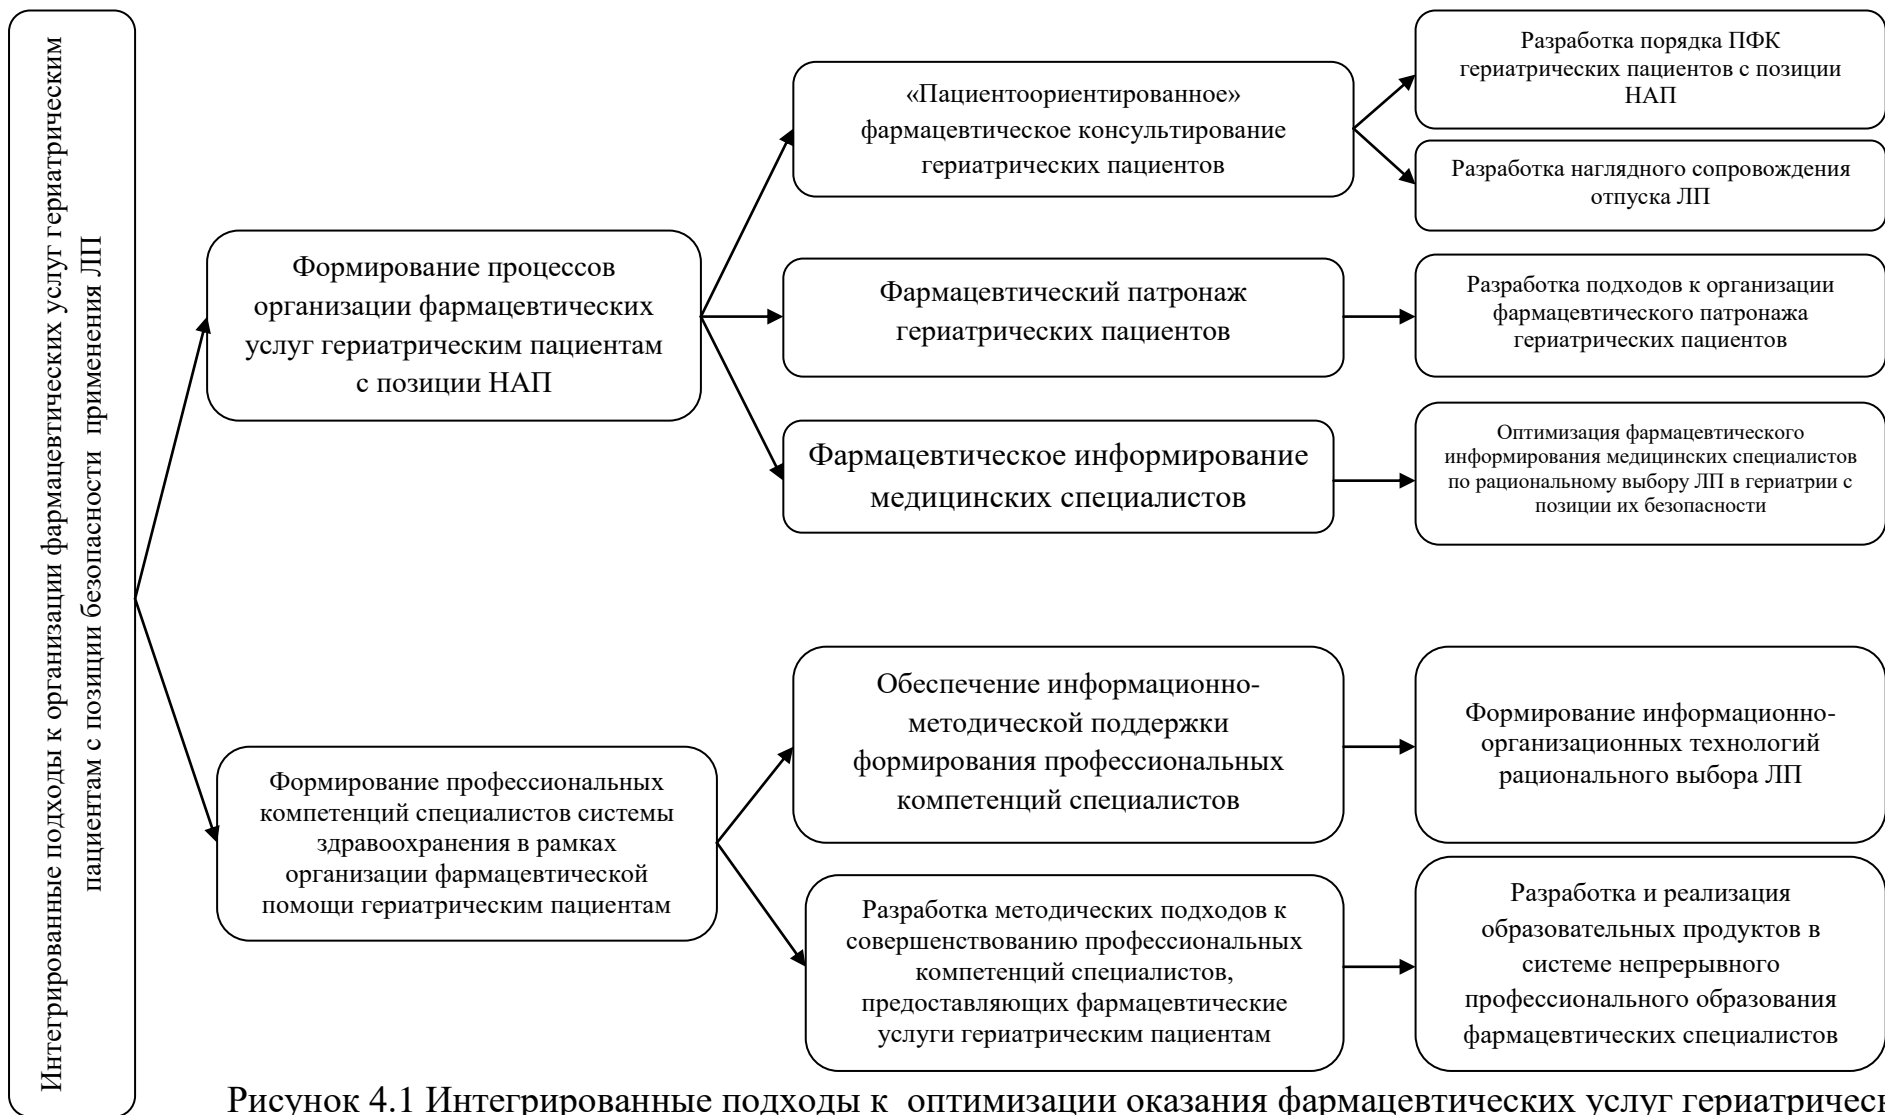 Интегрированные подходы к организации фармацевтических услуг гериатрическим
пациентам с позиции безопасности применения ЛП
Формирование процессов
организации фармацевтических
услуг гериатрическим пациентам
с позиции НАП
«Пациентоориентированное»
фармацевтическое консультирование
гериатрических пациентов
Разработка порядка ПФК
гериатрических пациентов с позиции
НАП
Разработка наглядного сопровождения
отпуска ЛП
Фармацевтический патронаж
гериатрических пациентов
Разработка подходов к организации
фармацевтического патронажа
гериатрических пациентов
Фармацевтическое информирование
медицинских специалистов
Оптимизация фармацевтического
информирования медицинских специалистов
по рациональному выбору ЛП в гериатрии с
позиции их безопасности
Формирование профессиональных
компетенций специалистов системы
здравоохранения в рамках
организации фармацевтической
помощи гериатрическим пациентам
Обеспечение информационно-
методической поддержки
формирования профессиональных
компетенций специалистов
Формирование информационно-
организационных технологий
рационального выбора ЛП
Разработка методических подходов к
совершенствованию профессиональных
компетенций специалистов,
предоставляющих фармацевтические
услуги гериатрическим пациентам
Разработка и реализация
образовательных продуктов в
системе непрерывного
профессионального образования
фармацевтических специалистов
Рисунок 4.1 Интегрированные подходы к оптимизации оказания фармацевтических услуг гериатрическ